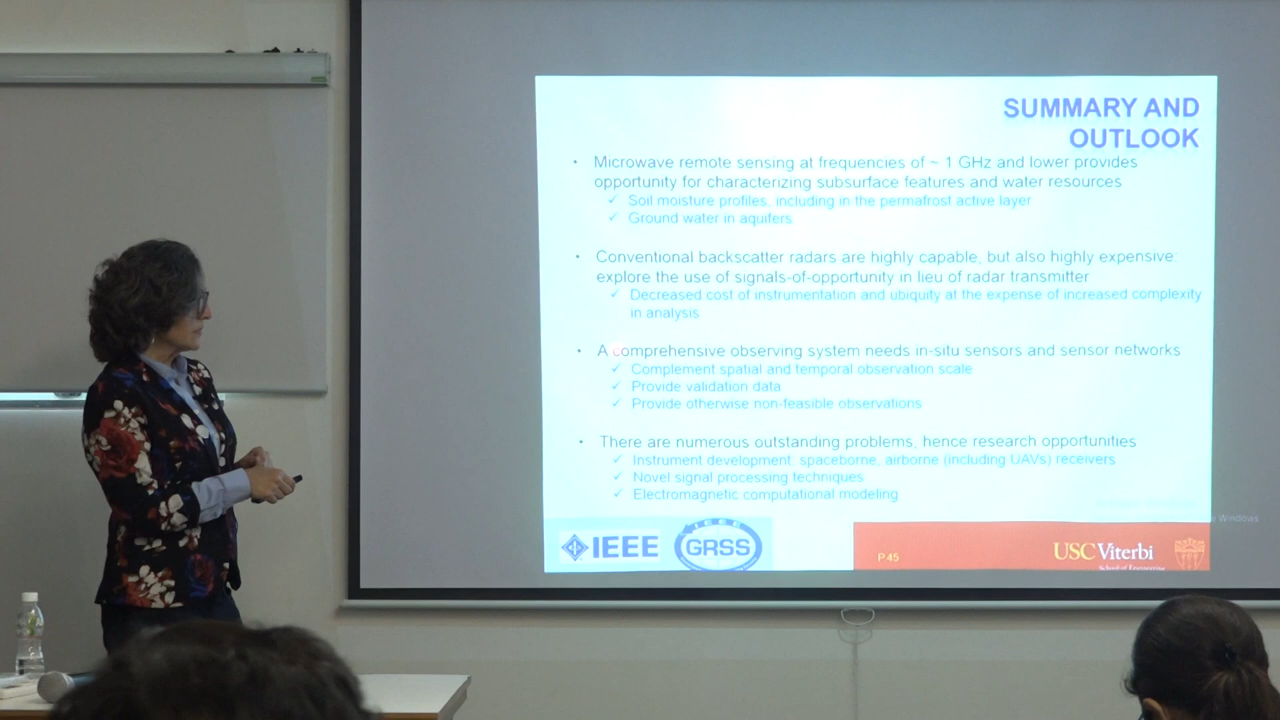 SUMMARY AND
OUTLOOK
• Microwave remote sensing at frequencies of ~ 1 GHz and lower provides
opportunity for characterizing subsurface features and water resources
✓ Soil moisture profiles, including in the permafrost active layer
✓ Ground water in aquifers
• Conventional backscatter radars are highly capable, but also highly expensive:
explore the use of signals-of-opportunity in lieu of radar transmitter
✓ Decreased cost of instrumentation and ubiquity at the expense of increased complexity
in analysis
• A comprehensive observing system needs in-situ sensors and sensor networks
✓ Complement spatial and temporal observation scale
✓ Provide validation data
✓ Provide otherwise non-feasible observations
• There are numerous outstanding problems, hence research opportunities
✓ Instrument development: spaceborne, airborne (including UAVs) receivers
✓ Novel signal processing techniques
✓ Electromagnetic computational modeling
Windows
IEEE
IEEE
GRSS
P.45
USC Viterbi
School of Engineering